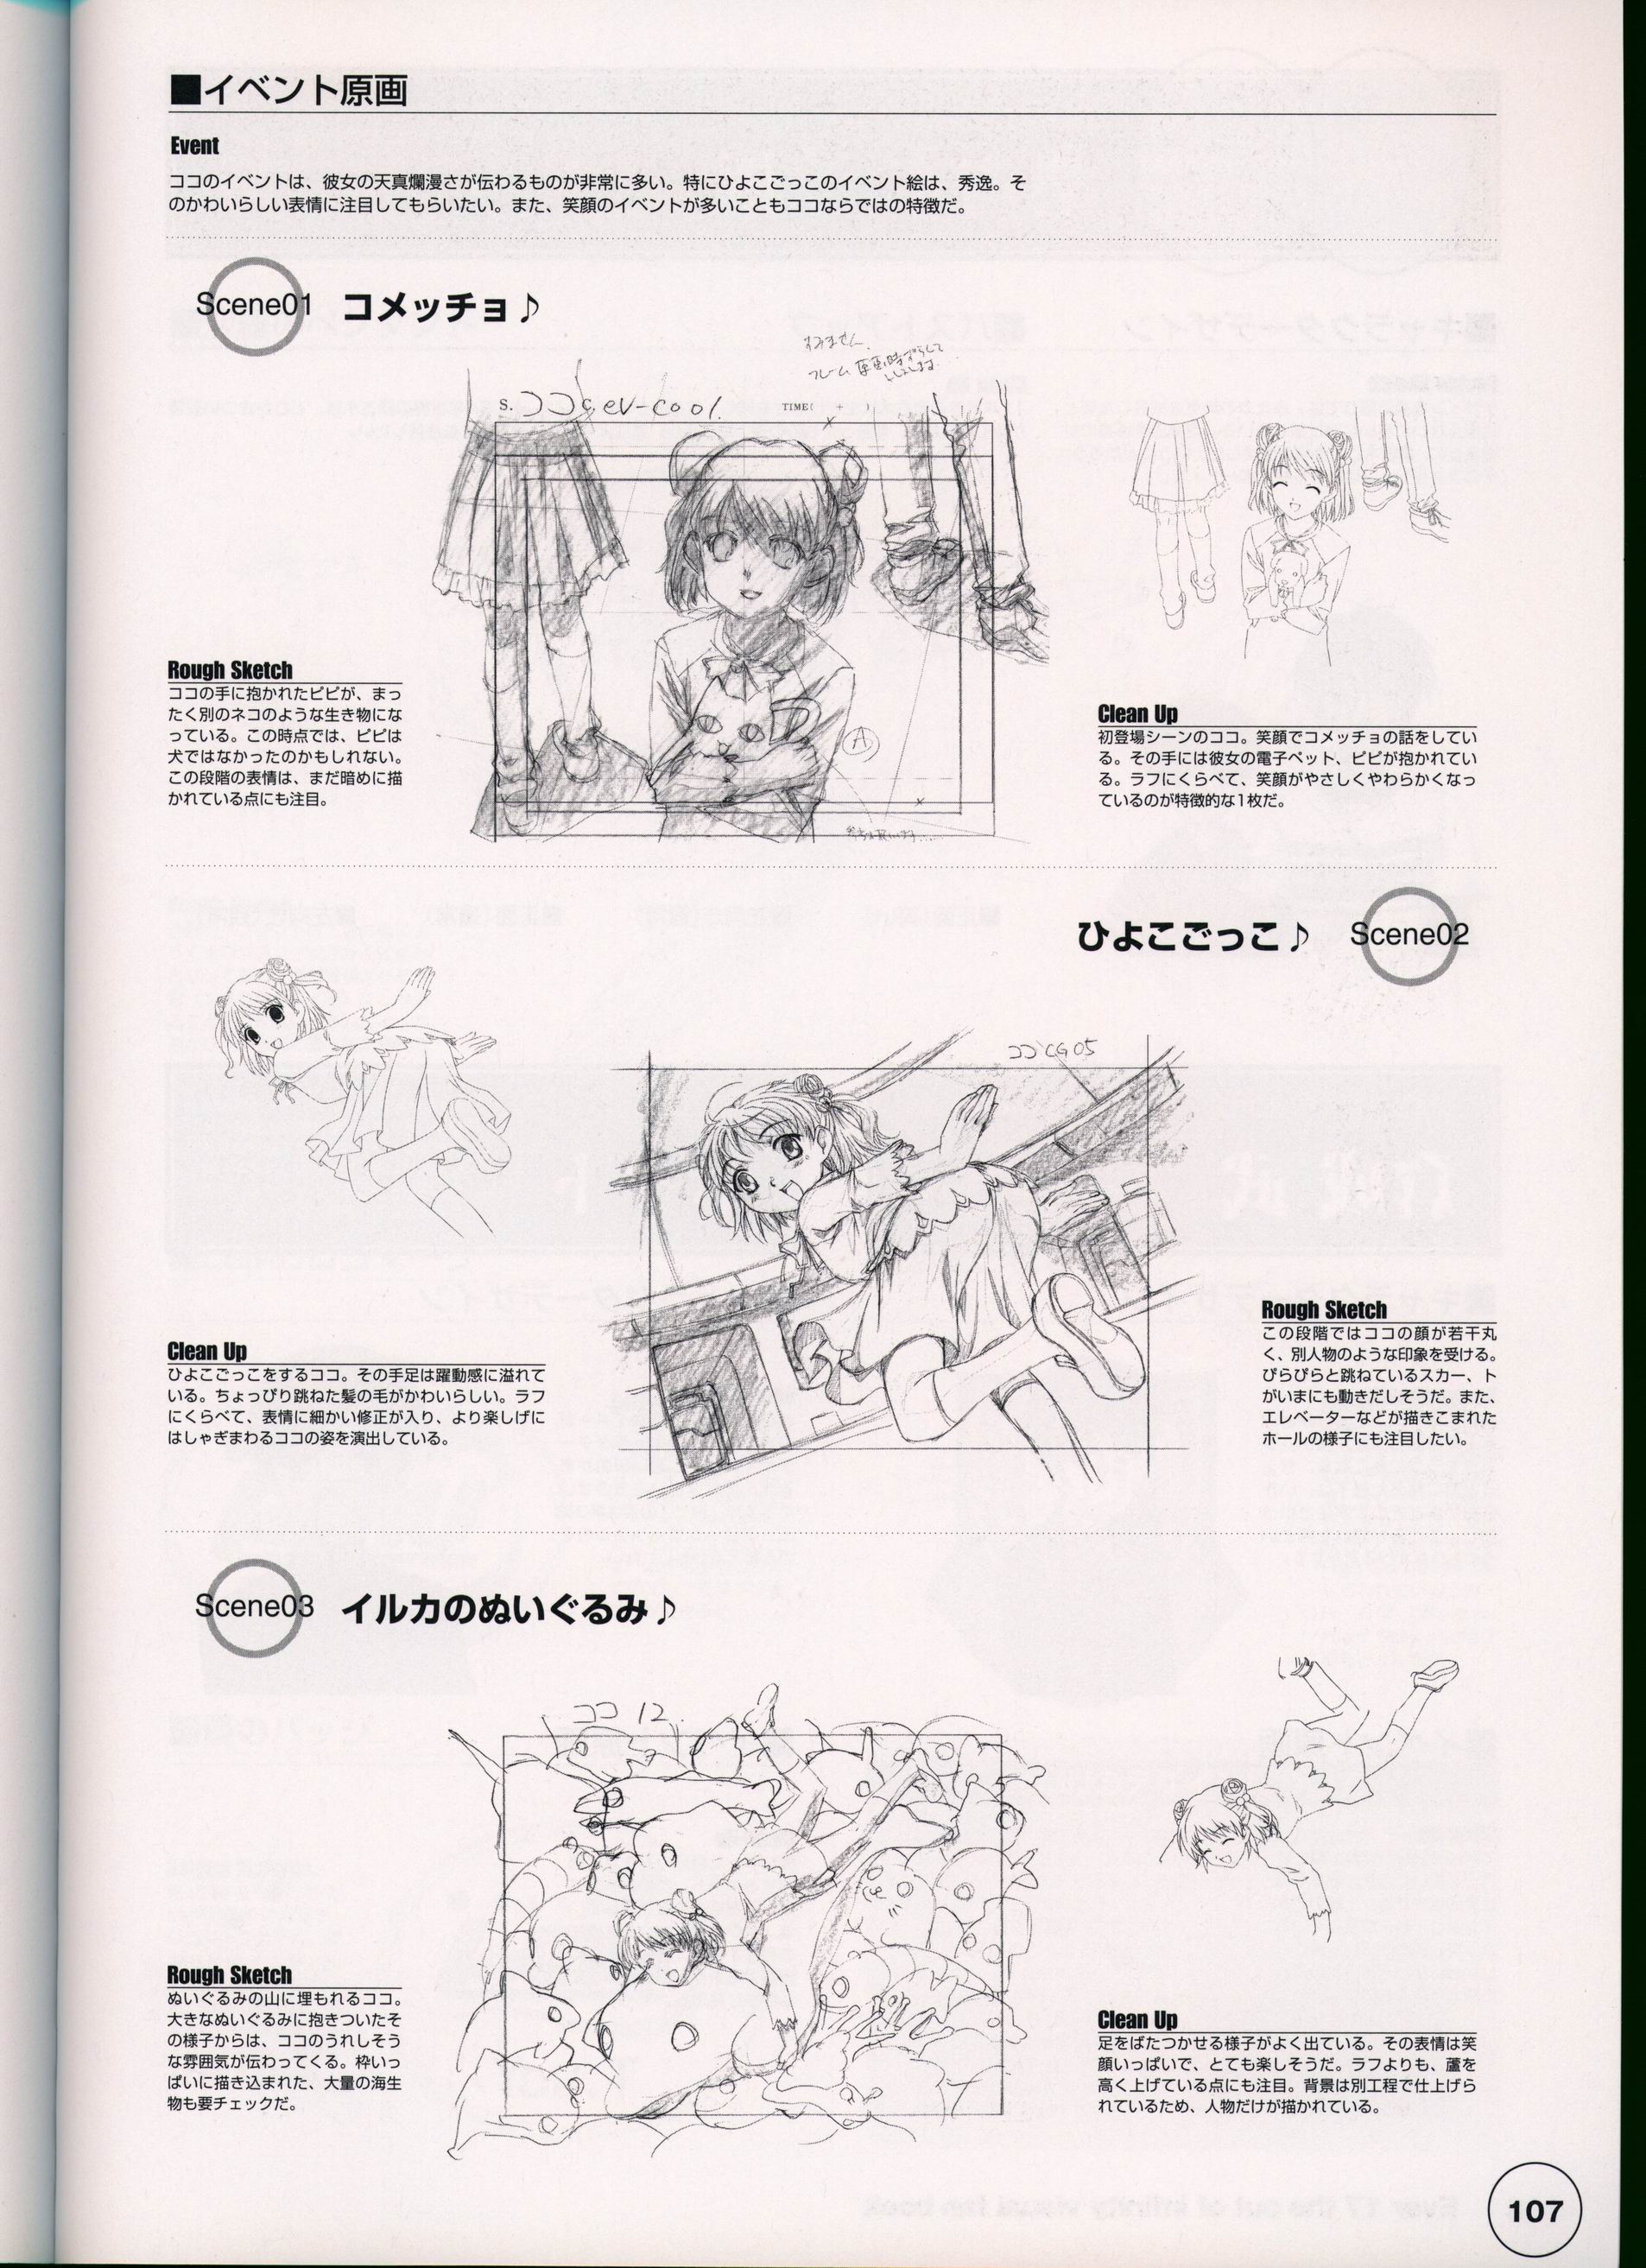 ■イベント原画
Event
ココのイベントは、彼女の天真爛漫さが伝わるものが非常に多い。特にひよこごっこのイベント絵は、秀逸。そ
のかわいらしい表情に注目してもらいたい。また、笑顔のイベントが多いこともココならではの特徴だ。
Scene01 コメッチョ♪
すみません。
フレーム
S. ココ C. ev-c001.
TIME( + )
A
Rough Sketch
ココの手に抱かれたピピが、まっ
たく別のネコのような生き物にな
っている。この時点では、ピピは
犬ではなかったのかもしれない。
この段階の表情は、まだ暗めに描
かれている点にも注目。
Clean Up
初登場シーンのココ。笑顔でコメッチョの話をしてい
る。その手には彼女の電子ペット、ピピが抱かれてい
る。ラフにくらべて、笑顔がやさしくやわらかくなっ
ているのが特徴的な1枚だ。
ひよこごっこ♪ Scene02
ココCG05
Clean Up
ひよこごっこをするココ。その手足は躍動感に溢れて
いる。ちょっぴり跳ねた髪の毛がかわいらしい。ラフ
にくらべて、表情に細かい修正が入り、より楽しげに
はしゃぎまわるココの姿を演出している。
Rough Sketch
この段階ではココの顔が若干丸
く、別人物のような印象を受ける。
ぴらぴらと跳ねているスカー、ト
がいまにも動きだしそうだ。また、
エレベーターなどが描きこまれた
ホールの様子にも注目したい。
Scene03 イルカのぬいぐるみ♪
ココ 12.
Rough Sketch
ぬいぐるみの山に埋もれるココ。
大きなぬいぐるみに抱きついたそ
の様子からは、ココのうれしそう
な雰囲気が伝わってくる。枠いっ
ぱいに描き込まれた、大量の海生
物も要チェックだ。
Clean Up
足をばたつかせる様子がよく出ている。その表情は笑
顔いっぱいで、とても楽しそうだ。ラフよりも、蘆を
高く上げている点にも注目。背景は別工程で仕上げら
れているため、人物だけが描かれている。
107